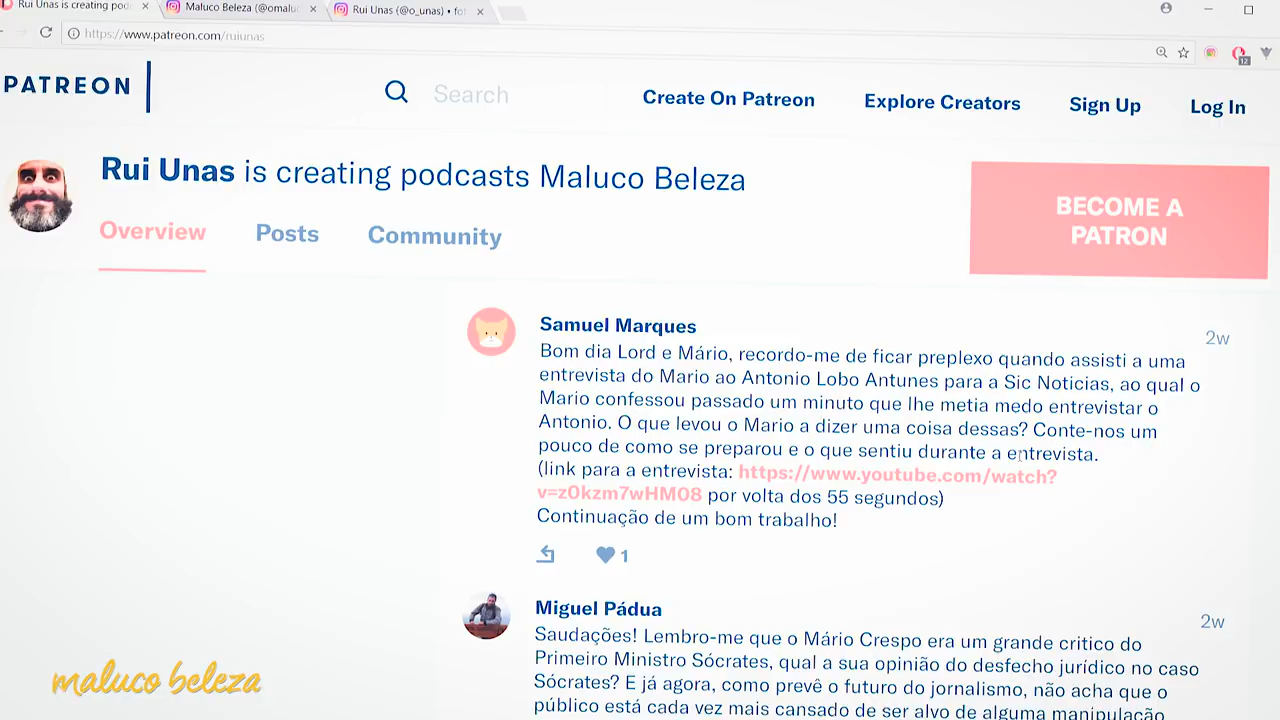 Rui Unas is creating pod
Maluco Beleza (@omaluc
Rui Unas (@o_unas) • fo
https://www.patreon.com/ruiunas
12
PATREON
Search
Create On Patreon
Explore Creators
Sign Up
Log In
Rui Unas is creating podcasts Maluco Beleza
BECOME A
PATRON
Overview
Posts
Community
Samuel Marques
2w
Bom dia Lord e Mário, recordo-me de ficar preplexo quando assisti a uma
entrevista do Mario ao Antonio Lobo Antunes para a Sic Noticias, ao qual o
Mario confessou passado um minuto que lhe metia medo entrevistar o
Antonio. O que levou o Mario a dizer uma coisa dessas? Conte-nos um
pouco de como se preparou e o que sentiu durante a entrevista.
(link para a entrevista: https://www.youtube.com/watch?
v=z0kzm7wHM08 por volta dos 55 segundos)
Continuação de um bom trabalho!
1
Miguel Pádua
2w
Saudações! Lembro-me que o Mário Crespo era um grande critico do
Primeiro Ministro Sócrates, qual a sua opinião do desfecho jurídico no caso
Sócrates? E já agora, como prevê o futuro do jornalismo, não acha que o
público está cada vez mais cansado de ser alvo de alguma manipulação
maluco beleza